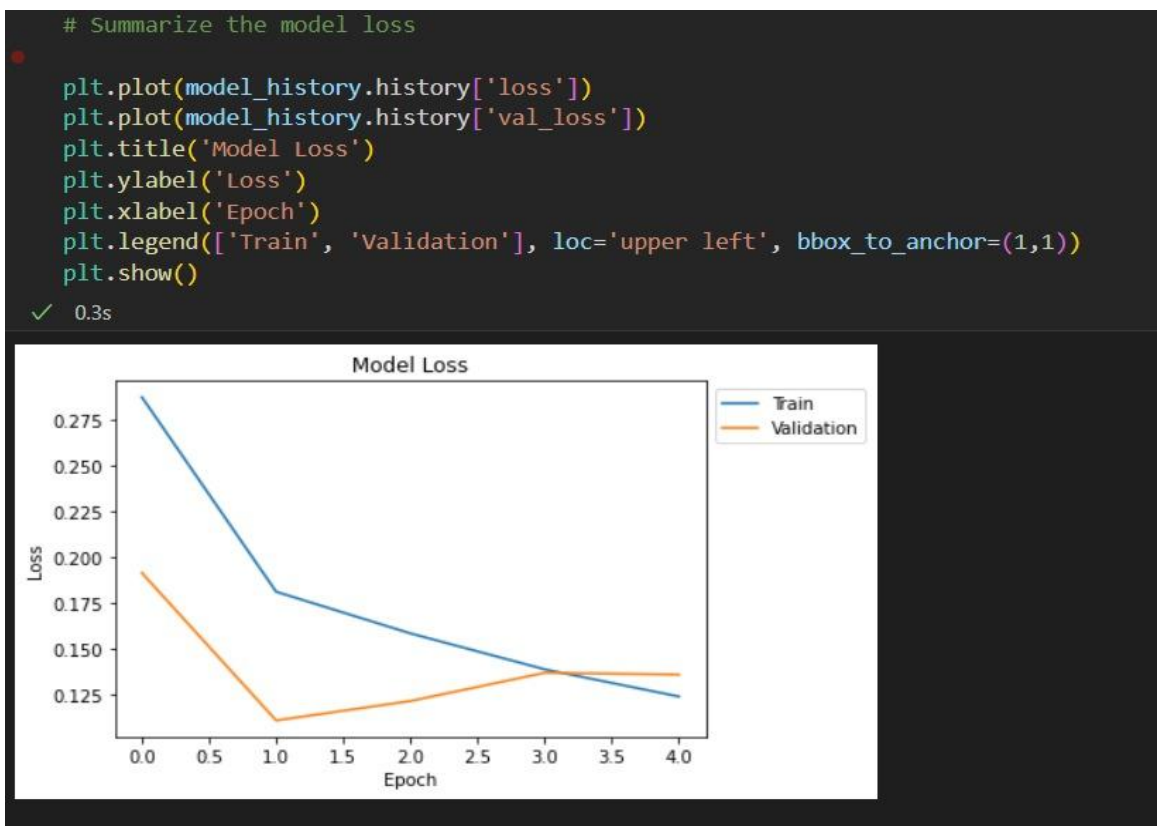 # Summarize the model loss
plt.plot(model_history.history['loss'])
plt.plot(model_history.history['val_loss'])
plt.title('Model Loss')
plt.ylabel('Loss')
plt.xlabel('Epoch')
plt.legend(['Train', 'Validation'], loc='upper left', bbox_to_anchor=(1,1))
plt.show()
✓ 0.3s
Model Loss
Train
Validation
0.275
0.250
0.225
0.200
0.175
0.150
0.125
Loss
0.0 0.5 1.0 1.5 2.0 2.5 3.0 3.5 4.0
Epoch